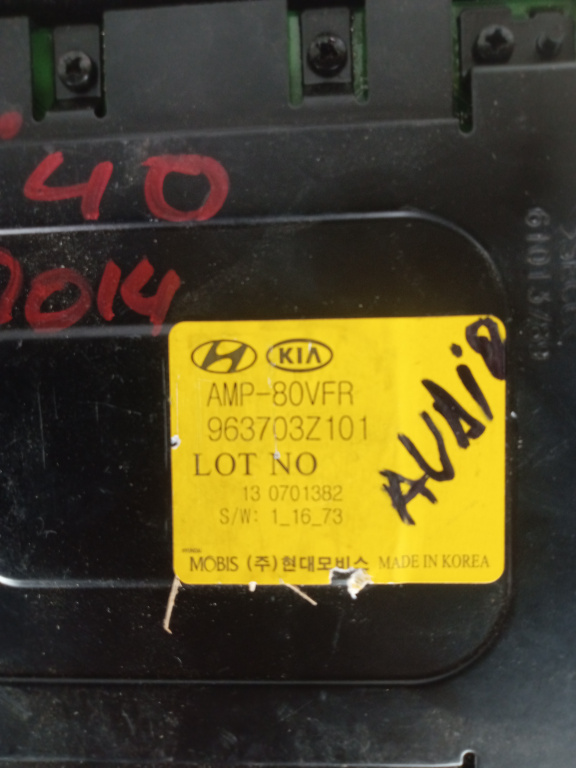 40
2014
KIA
AMP-80VFR
963703Z101
LOT NO
13 0701382
S/W: 1_16_73
MOBIS (주)현대모비스 MADE IN KOREA
AUDIO